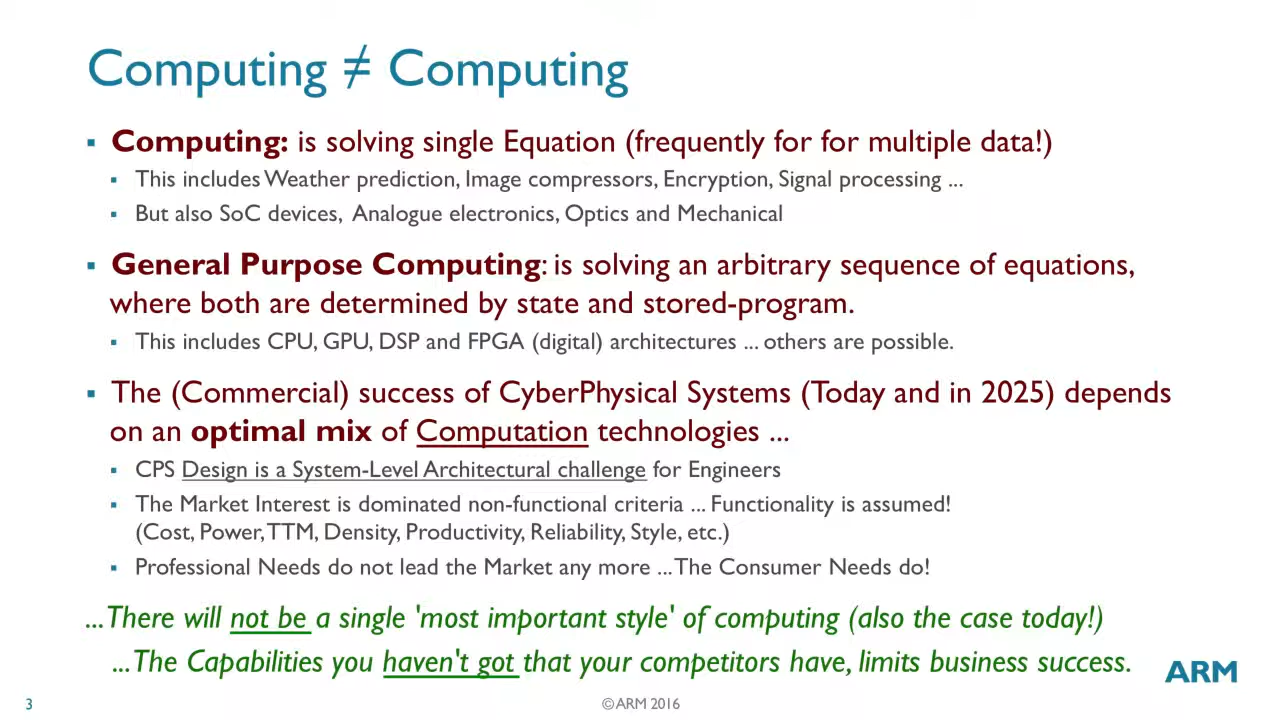 Computing ≠ Computing
▪ Computing: is solving single Equation (frequently for for multiple data!)
▪ This includes Weather prediction, Image compressors, Encryption, Signal processing ...
▪ But also SoC devices, Analogue electronics, Optics and Mechanical
▪ General Purpose Computing: is solving an arbitrary sequence of equations,
where both are determined by state and stored-program.
▪ This includes CPU, GPU, DSP and FPGA (digital) architectures ... others are possible.
▪ The (Commercial) success of CyberPhysical Systems (Today and in 2025) depends
on an optimal mix of Computation technologies ...
▪ CPS Design is a System-Level Architectural challenge for Engineers
▪ The Market Interest is dominated non-functional criteria ... Functionality is assumed!
(Cost, Power, TTM, Density, Productivity, Reliability, Style, etc.)
▪ Professional Needs do not lead the Market any more ... The Consumer Needs do!
...There will not be a single 'most important style' of computing (also the case today!)
...The Capabilities you haven't got that your competitors have, limits business success.
ARM
3
© ARM 2016